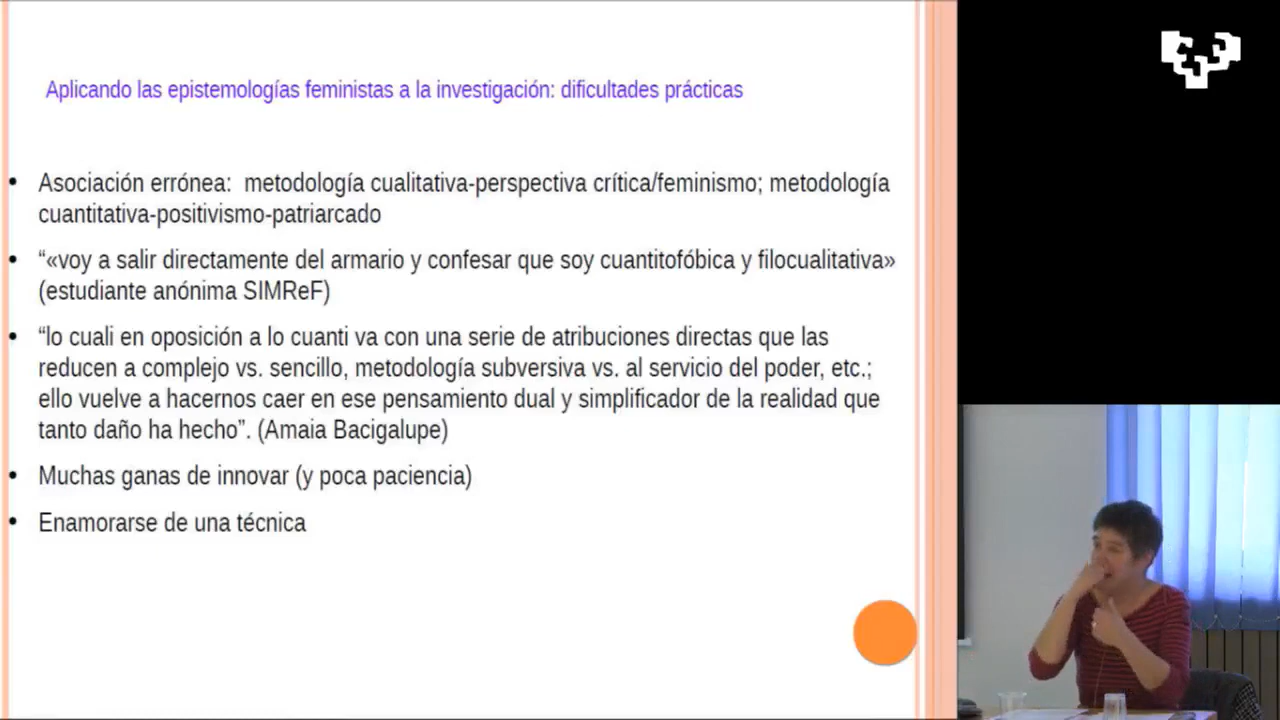 Aplicando las epistemologías feministas a la investigación: dificultades prácticas
• Asociación errónea:  metodología cualitativa-perspectiva crítica/feminismo; metodología
cuantitativa-positivismo-patriarcado
• “«voy a salir directamente del armario y confesar que soy cuantitofóbica y filocualitativa»
(estudiante anónima SIMReF)
• “lo cuali en oposición a lo cuanti va con una serie de atribuciones directas que las
reducen a complejo vs. sencillo, metodología subversiva vs. al servicio del poder, etc.;
ello vuelve a hacernos caer en ese pensamiento dual y simplificador de la realidad que
tanto daño ha hecho”. (Amaia Bacigalupe)
• Muchas ganas de innovar (y poca paciencia)
• Enamorarse de una técnica